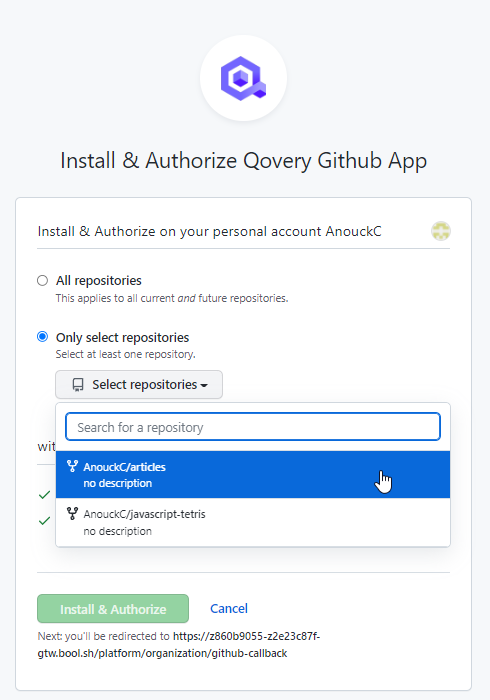 Install & Authorize Qovery Github App
Install & Authorize on your personal account AnouckC
All repositories
This applies to all current and future repositories.
Only select repositories
Select at least one repository.
Select repositories
Search for a repository
AnouckC/articles
no description
AnouckC/javascript-tetris
no description
Install & Authorize Cancel
Next: you'll be redirected to https://z860b9055-z2e23c87f-
gtw.bool.sh/platform/organization/github-callback